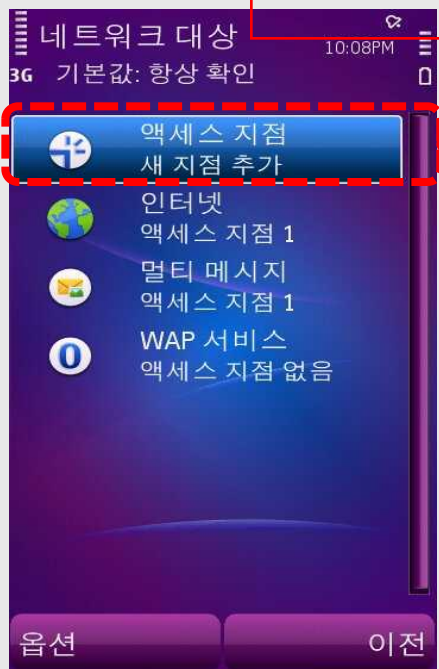 네트워크 대상
10:08PM
3G 기본값: 항상 확인
액세스 지점
새 지점 추가
인터넷
액세스 지점 1
멀티 메시지
액세스 지점 1
WAP 서비스
액세스 지점 없음
옵션 이전